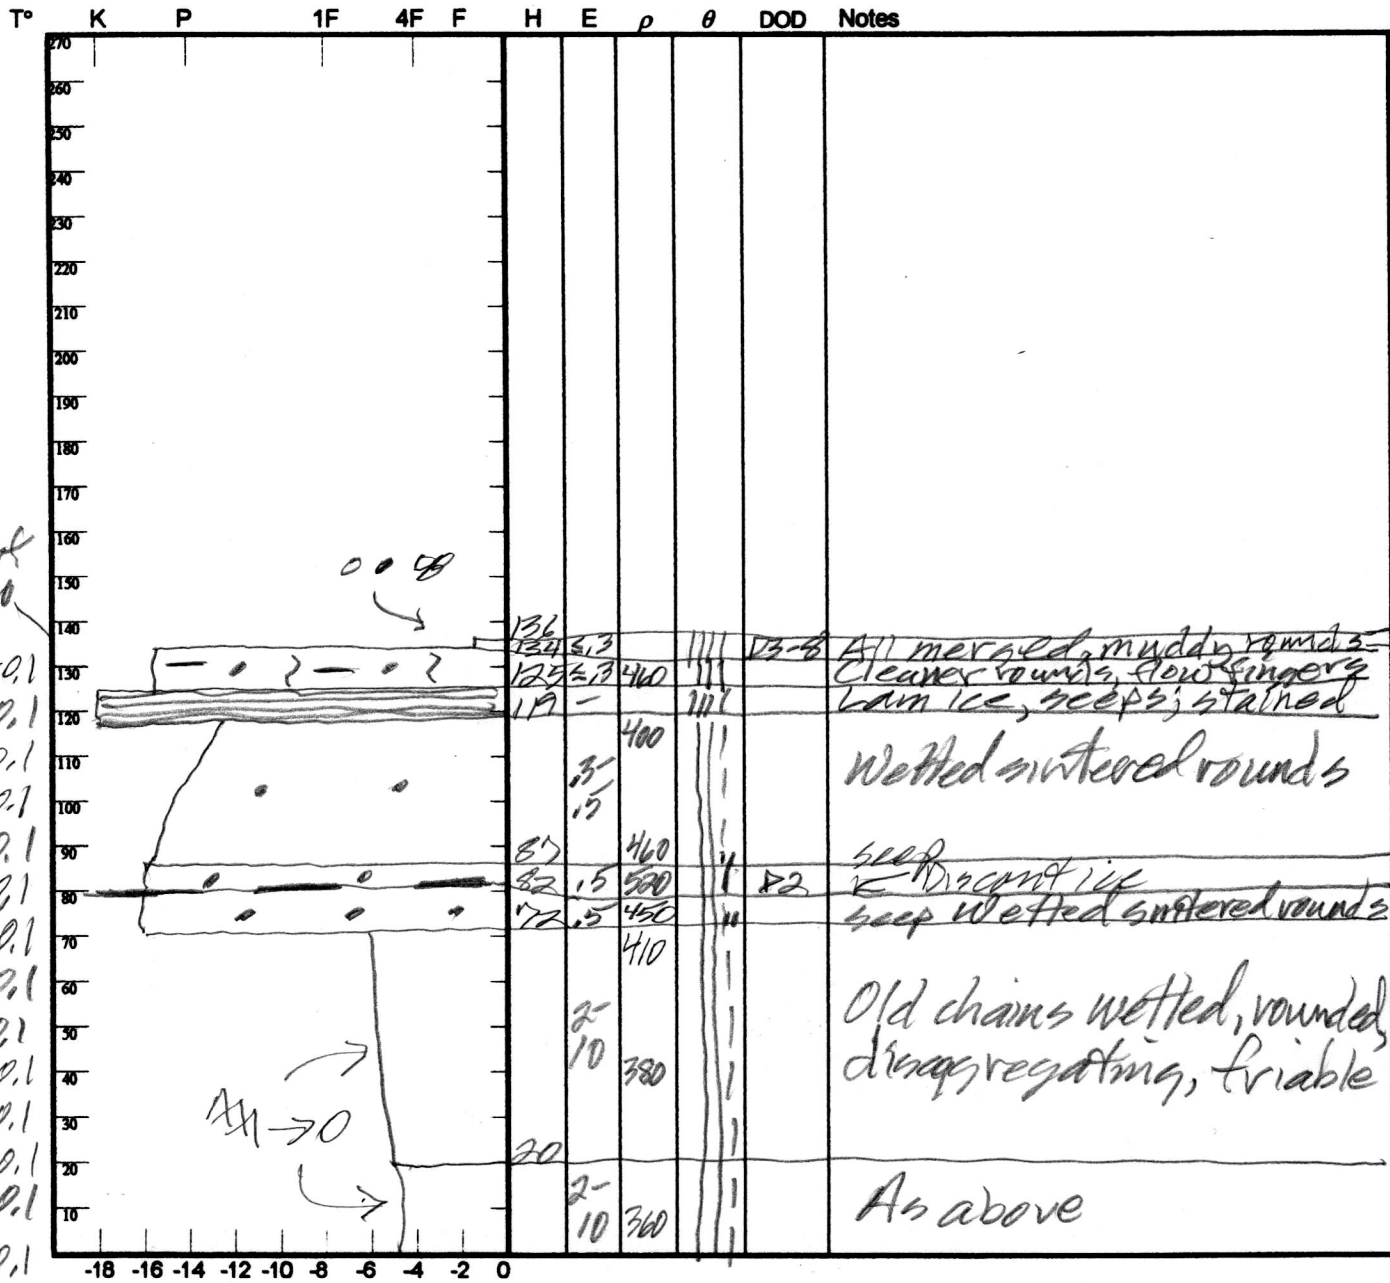 T° K P 1F 4F F H E ρ θ DOD Notes
270
260
250
240
230
220
210
200
190
180
170
160
150
140
136
134 ≤,3 D3-8 All merged, muddy rounds
-0,1 130 125 ≤,3 460 Cleaner rounds, flow fingers
0,1 120 119 - Lam ice, seeps; stained
400
0,1 110 ,3- Wetted sintered rounds
0,1 100 ,5
0,1 90 87 460 seep
0,1 80 82 ,5 520 D2 ← Discont ice
72 ,5 450 seep Wetted sintered rounds
0,1 70 410
0,1 60
0,1 50 2- Old chains wetted, rounded,
0,1 40 10 380 disaggregating, friable
0,1 30
0,1 20 20
0,1 10 2- As above
10 360
0,1
-18 -16 -14 -12 -10 -8 -6 -4 -2 0